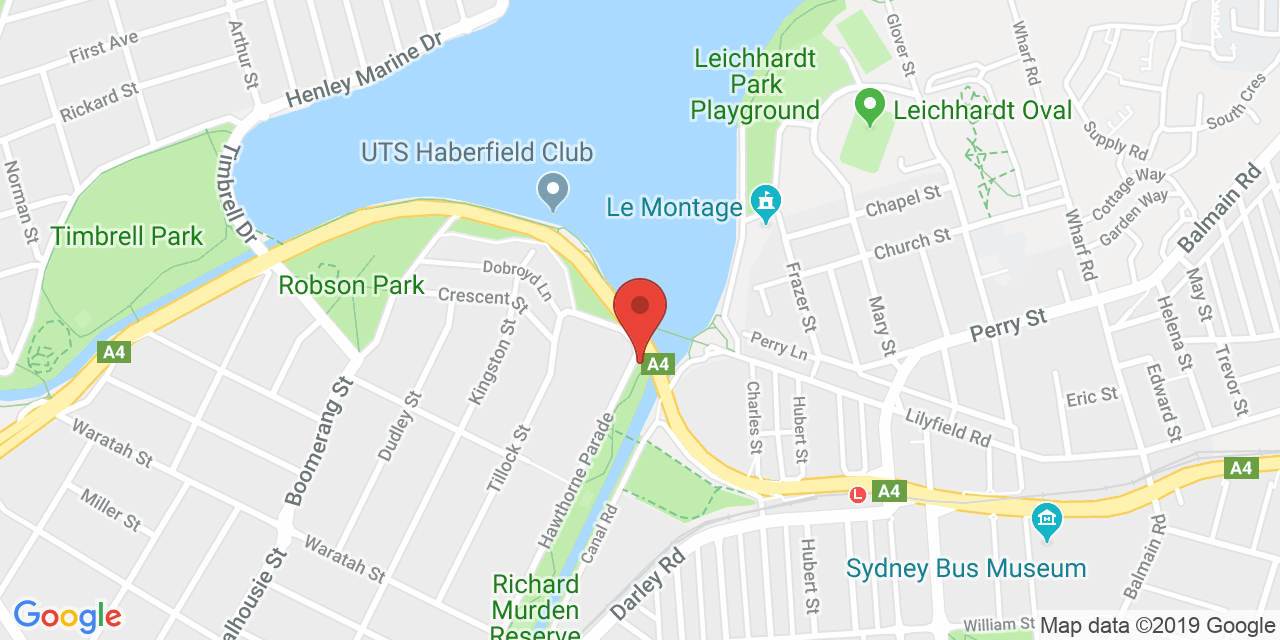 First Ave
Arthur St
Henley Marine Dr
Rickard St
Norman St
Timbrell Dr
Timbrell Park
Robson Park
UTS Haberfield Club
Leichhardt
Park
Playground
Leichhardt Oval
Glover St
Wharf Rd
Supply Rd
South Cres
Cottage Way
Garden Way
Balmain Rd
Le Montage
Chapel St
Church St
Wharf Rd
Frazer St
Mary St
May St
Helena St
Trevor St
Perry St
Perry Ln
Dobroyd Ln
Crescent St
Kingston St
A4
A4
Boomerang St
Dudley St
Tillock St
Hawthorne Parade
Waratah St
Charles St
Hubert St
Lilyfield Rd
Eric St
Edward St
A4
A4
L
Miller St
Waratah St
Canal Rd
Darley Rd
Hubert St
Sydney Bus Museum
Balmain Rd
Richard
Murden
Reserve
alhousie St
William St
Google
Map data ©2019 Google